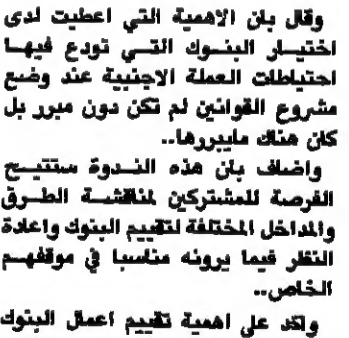 وقال بان الاهمية التي اعطيت لدى
اختيار البنوك التي تودع فيها
احتياطات العملة الاجنبية عند وضع
مشروع القوانين لم تكن دون مبرر بل
كان هناك مايبررها..
واضاف بان هذه الندوة ستتيح
الفرصة للمشتركين لمناقشة الطرق
والمداخل المختلفة لتقييم البنوك واعادة
النظر فيما يرونه مناسبا في موقفهم
الخاص..
واكد على اهمية تقييم اعمال البنوك